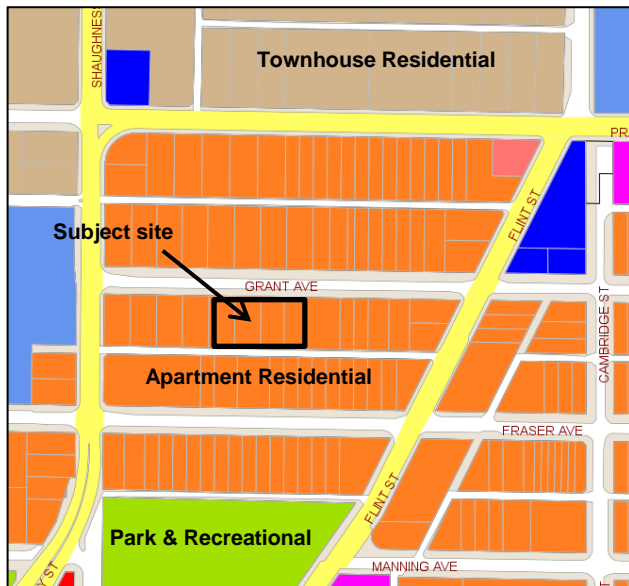 SHAUGHNES
Townhouse Residential
PR
FLINT ST
Subject site
GRANT AVE
CAMBRIDGE ST
Apartment Residential
FRASER AVE
FLINT ST
Park & Recreational
MANNING AVE
Y ST